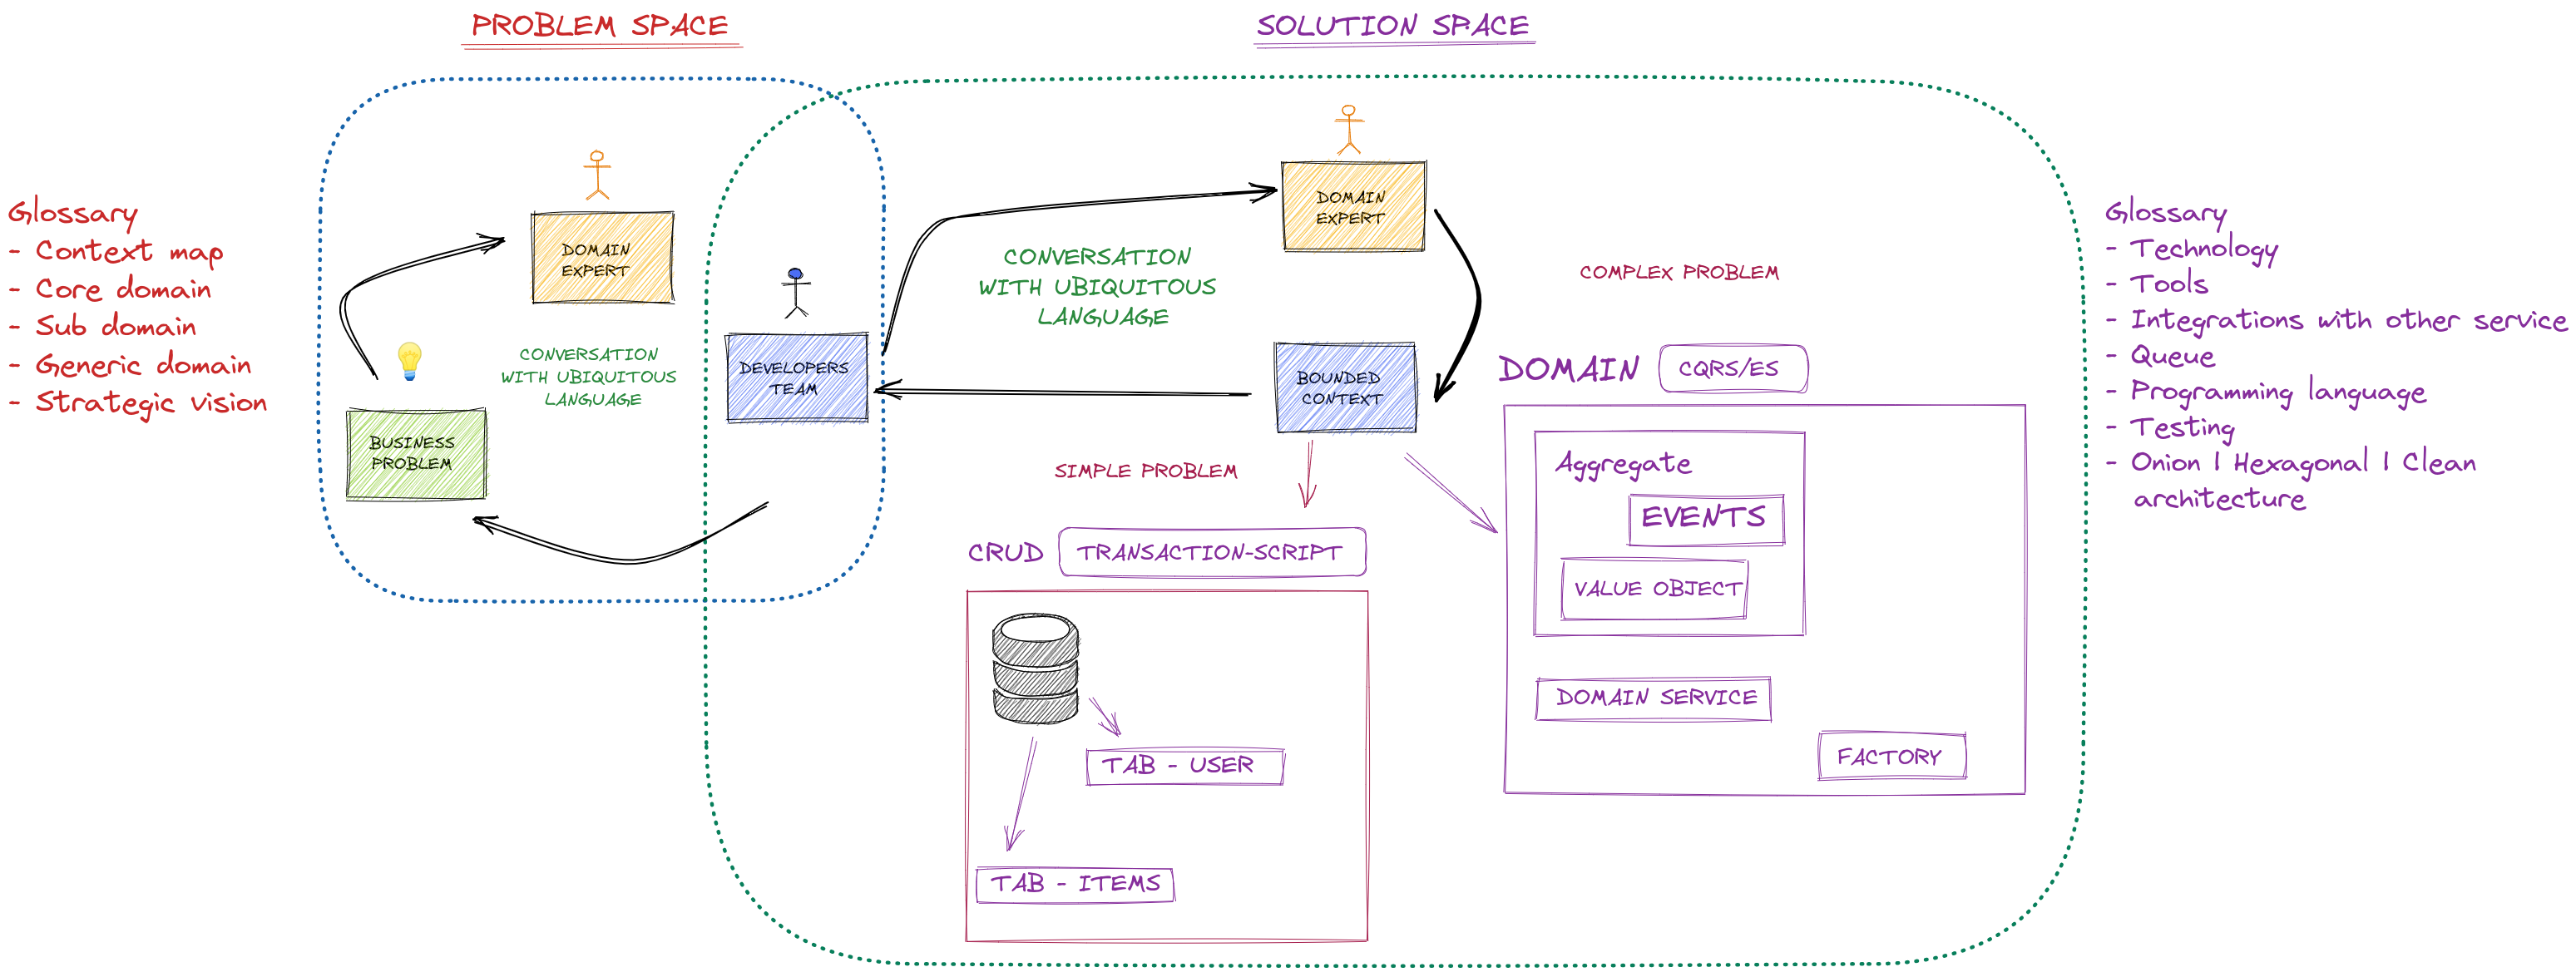 PROBLEM SPACE
SOLUTION SPACE
Glossary
- Context map
- Core domain
- Sub domain
- Generic domain
- Strategic vision
DOMAIN
EXPERT
CONVERSATION
WITH UBIQUITOUS
LANGUAGE
BUSINESS
PROBLEM
DEVELOPERS
TEAM
CONVERSATION
WITH UBIQUITOUS
LANGUAGE
DOMAIN
EXPERT
COMPLEX PROBLEM
BOUNDED
CONTEXT
SIMPLE PROBLEM
CRUD
TRANSACTION-SCRIPT
TAB - USER
TAB - ITEMS
DOMAIN
CQRS/ES
Aggregate
EVENTS
VALUE OBJECT
DOMAIN SERVICE
FACTORY
Glossary
- Technology
- Tools
- Integrations with other service
- Queue
- Programming language
- Testing
- Onion | Hexagonal | Clean
architecture